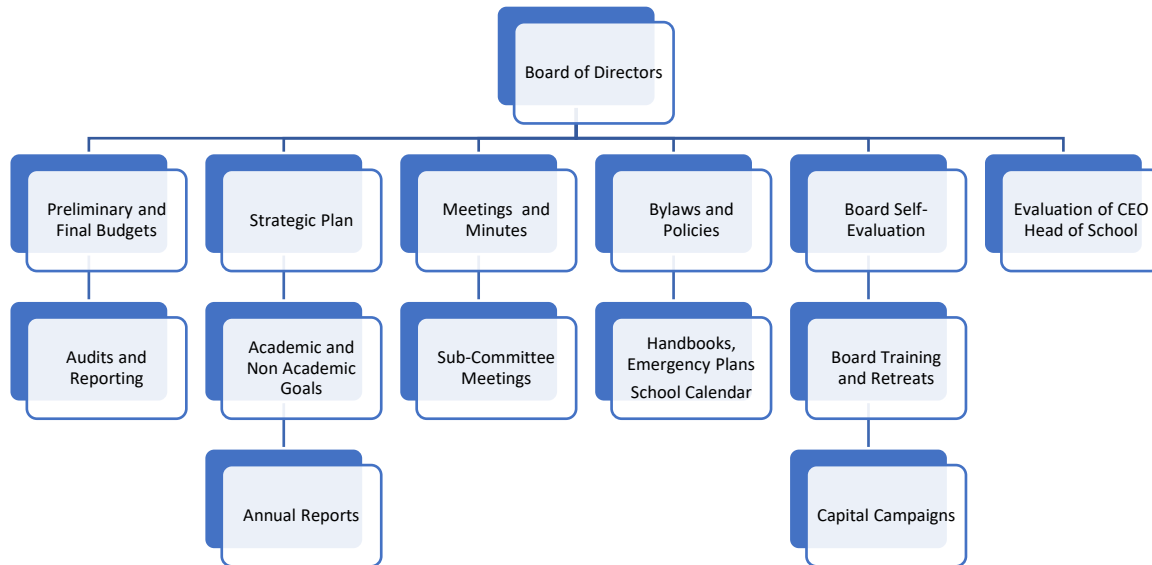 Board of Directors
Preliminary and
Final Budgets
Strategic Plan
Meetings and
Minutes
Bylaws and
Policies
Board Self-
Evaluation
Evaluation of CEO
Head of School
Audits and
Reporting
Academic and
Non Academic
Goals
Sub-Committee
Meetings
Handbooks,
Emergency Plans
School Calendar
Board Training
and Retreats
Annual Reports
Capital Campaigns